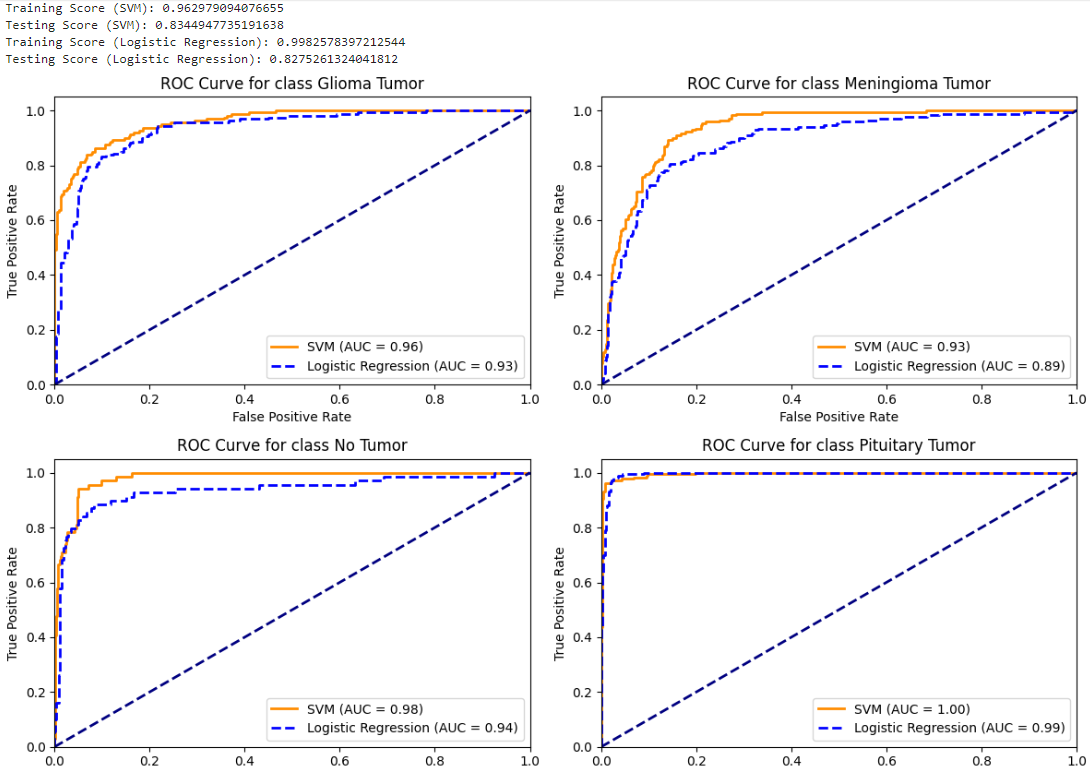 Training Score (SVM): 0.962979094076655
Testing Score (SVM): 0.8344947735191638
Training Score (Logistic Regression): 0.9982578397212544
Testing Score (Logistic Regression): 0.8275261324041812
ROC Curve for class Glioma Tumor
1.0
0.8
0.6
0.4
0.2
0.0
True Positive Rate
SVM (AUC = 0.96)
Logistic Regression (AUC = 0.93)
0.0 0.2 0.4 0.6 0.8 1.0
False Positive Rate
ROC Curve for class Meningioma Tumor
1.0
0.8
0.6
0.4
0.2
0.0
True Positive Rate
SVM (AUC = 0.93)
Logistic Regression (AUC = 0.89)
0.0 0.2 0.4 0.6 0.8 1.0
False Positive Rate
ROC Curve for class No Tumor
1.0
0.8
0.6
0.4
0.2
0.0
True Positive Rate
SVM (AUC = 0.98)
Logistic Regression (AUC = 0.94)
0.0 0.2 0.4 0.6 0.8 1.0
ROC Curve for class Pituitary Tumor
1.0
0.8
0.6
0.4
0.2
0.0
True Positive Rate
SVM (AUC = 1.00)
Logistic Regression (AUC = 0.99)
0.0 0.2 0.4 0.6 0.8 1.0